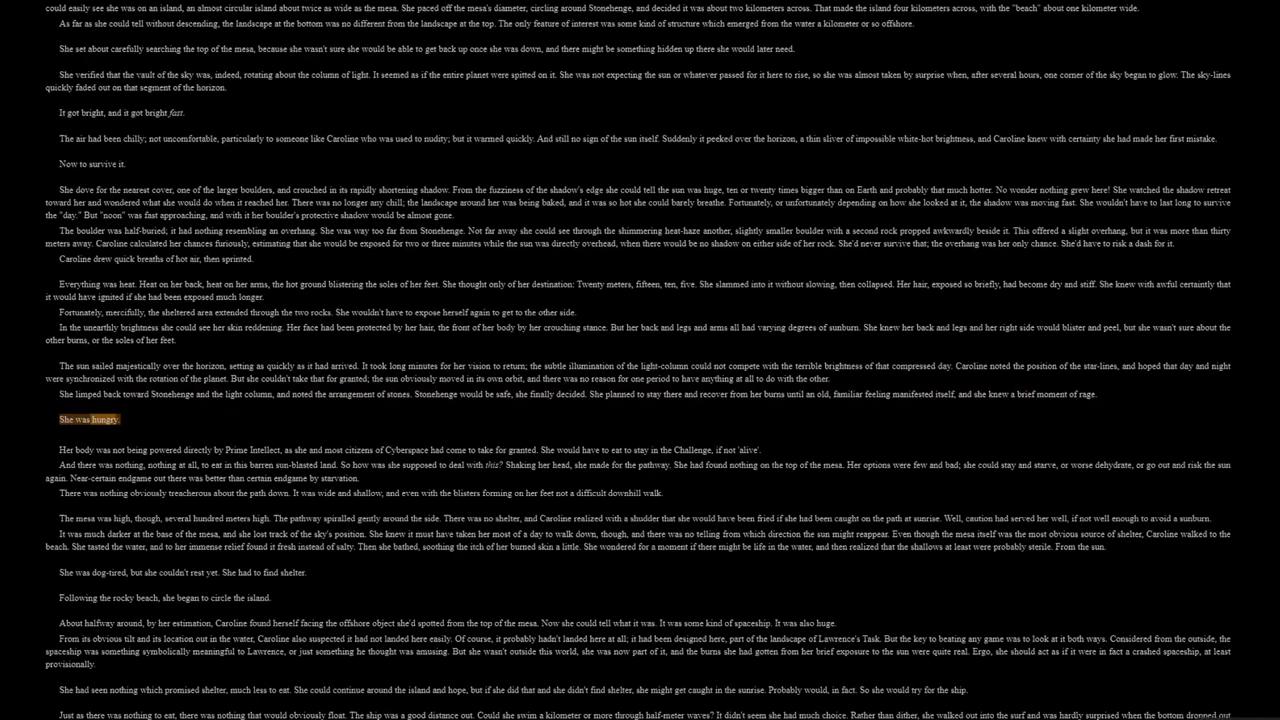 could easily see she was on an island, an almost circular island about twice as wide as the mesa. She paced off the mesa's diameter, circling around Stonehenge, and decided it was about two kilometers across. That made the island four kilometers across, with the "beach" about one kilometer wide.
As far as she could tell without descending, the landscape at the bottom was no different from the landscape at the top. The only feature of interest was some kind of structure which emerged from the water a kilometer or so offshore.
She set about carefully searching the top of the mesa, because she wasn't sure she would be able to get back up once she was down, and there might be something hidden up there she would later need.
She verified that the vault of the sky was, indeed, rotating about the column of light. It seemed as if the entire planet were spitted on it. She was not expecting the sun or whatever passed for it here to rise, so she was almost taken by surprise when, after several hours, one corner of the sky began to glow. The sky-lines
quickly faded out on that segment of the horizon.
It got bright, and it got bright fast.
The air had been chilly; not uncomfortable, particularly to someone like Caroline who was used to nudity; but it warmed quickly. And still no sign of the sun itself. Suddenly it peeked over the horizon, a thin sliver of impossible white-hot brightness, and Caroline knew with certainty she had made her first mistake.
Now to survive it.
She dove for the nearest cover, one of the larger boulders, and crouched in its rapidly shortening shadow. From the fuzziness of the shadow's edge she could tell the sun was huge, ten or twenty times bigger than on Earth and probably that much hotter. No wonder nothing grew here! She watched the shadow retreat
toward her and wondered what she would do when it reached her. There was no longer any chill; the landscape around her was being baked, and it was so hot she could barely breathe. Fortunately, or unfortunately depending on how she looked at it, the shadow was moving fast. She wouldn't have to last long to survive
the "day." But "noon" was fast approaching, and with it her boulder's protective shadow would be almost gone.
The boulder was half-buried; it had nothing resembling an overhang. She was way too far from Stonehenge. Not far away she could see through the shimmering heat-haze another, slightly smaller boulder with a second rock propped awkwardly beside it. This offered a slight overhang, but it was more than thirty
meters away. Caroline calculated her chances furiously, estimating that she would be exposed for two or three minutes while the sun was directly overhead, when there would be no shadow on either side of her rock. She'd never survive that; the overhang was her only chance. She'd have to risk a dash for it.
Caroline drew quick breaths of hot air, then sprinted.
Everything was heat. Heat on her back, heat on her arms, the hot ground blistering the soles of her feet. She thought only of her destination: Twenty meters, fifteen, ten, five. She slammed into it without slowing, then collapsed. Her hair, exposed so briefly, had become dry and stiff. She knew with awful certainty that
it would have ignited if she had been exposed much longer.
Fortunately, mercifully, the sheltered area extended through the two rocks. She wouldn't have to expose herself again to get to the other side.
In the unearthly brightness she could see her skin reddening. Her face had been protected by her hair, the front of her body by her crouching stance. But her back and legs and arms all had varying degrees of sunburn. She knew her back and legs and her right side would blister and peel, but she wasn't sure about the
other burns, or the soles of her feet.
The sun sailed majestically over the horizon, setting as quickly as it had arrived. It took long minutes for her vision to return; the subtle illumination of the light-column could not compete with the terrible brightness of that compressed day. Caroline noted the position of the star-lines, and hoped that day and night
were synchronized with the rotation of the planet. But she couldn't take that for granted; the sun obviously moved in its own orbit, and there was no reason for one period to have anything at all to do with the other.
She limped back toward Stonehenge and the light column, and noted the arrangement of stones. Stonehenge would be safe, she finally decided. She planned to stay there and recover from her burns until an old, familiar feeling manifested itself, and she knew a brief moment of rage.
She was hungry.
Her body was not being powered directly by Prime Intellect, as she and most citizens of Cyberspace had come to take for granted. She would have to eat to stay in the Challenge, if not 'alive'.
And there was nothing, nothing at all, to eat in this barren sun-blasted land. So how was she supposed to deal with this? Shaking her head, she made for the pathway. She had found nothing on the top of the mesa. Her options were few and bad; she could stay and starve, or worse dehydrate, or go out and risk the sun
again. Near-certain endgame out there was better than certain endgame by starvation.
There was nothing obviously treacherous about the path down. It was wide and shallow, and even with the blisters forming on her feet not a difficult downhill walk.
The mesa was high, though, several hundred meters high. The pathway spiralled gently around the side. There was no shelter, and Caroline realized with a shudder that she would have been fried if she had been caught on the path at sunrise. Well, caution had served her well, if not well enough to avoid a sunburn.
It was much darker at the base of the mesa, and she lost track of the sky's position. She knew it must have taken her most of a day to walk down, though, and there was no telling from which direction the sun might reappear. Even though the mesa itself was the most obvious source of shelter, Caroline walked to the
beach. She tasted the water, and to her immense relief found it fresh instead of salty. Then she bathed, soothing the itch of her burned skin a little. She wondered for a moment if there might be life in the water, and then realized that the shallows at least were probably sterile. From the sun.
She was dog-tired, but she couldn't rest yet. She had to find shelter.
Following the rocky beach, she began to circle the island.
About halfway around, by her estimation, Caroline found herself facing the offshore object she'd spotted from the top of the mesa. Now she could tell what it was. It was some kind of spaceship. It was also huge.
From its obvious tilt and its location out in the water, Caroline also suspected it had not landed here easily. Of course, it probably hadn't landed here at all; it had been designed here, part of the landscape of Lawrence's Task. But the key to beating any game was to look at it both ways. Considered from the outside, the
spaceship was something symbolically meaningful to Lawrence, or just something he thought was amusing. But she wasn't outside this world, she was now part of it, and the burns she had gotten from her brief exposure to the sun were quite real. Ergo, she should act as if it were in fact a crashed spaceship, at least
provisionally.
She had seen nothing which promised shelter, much less to eat. She could continue around the island and hope, but if she did that and she didn't find shelter, she might get caught in the sunrise. Probably would, in fact. So she would try for the ship.
Just as there was nothing to eat, there was nothing that would obviously float. The ship was a good distance out. Could she swim a kilometer or more through half-meter waves? It didn't seem she had much choice. Rather than dither, she walked out into the surf and was hardly surprised when the bottom dropped out